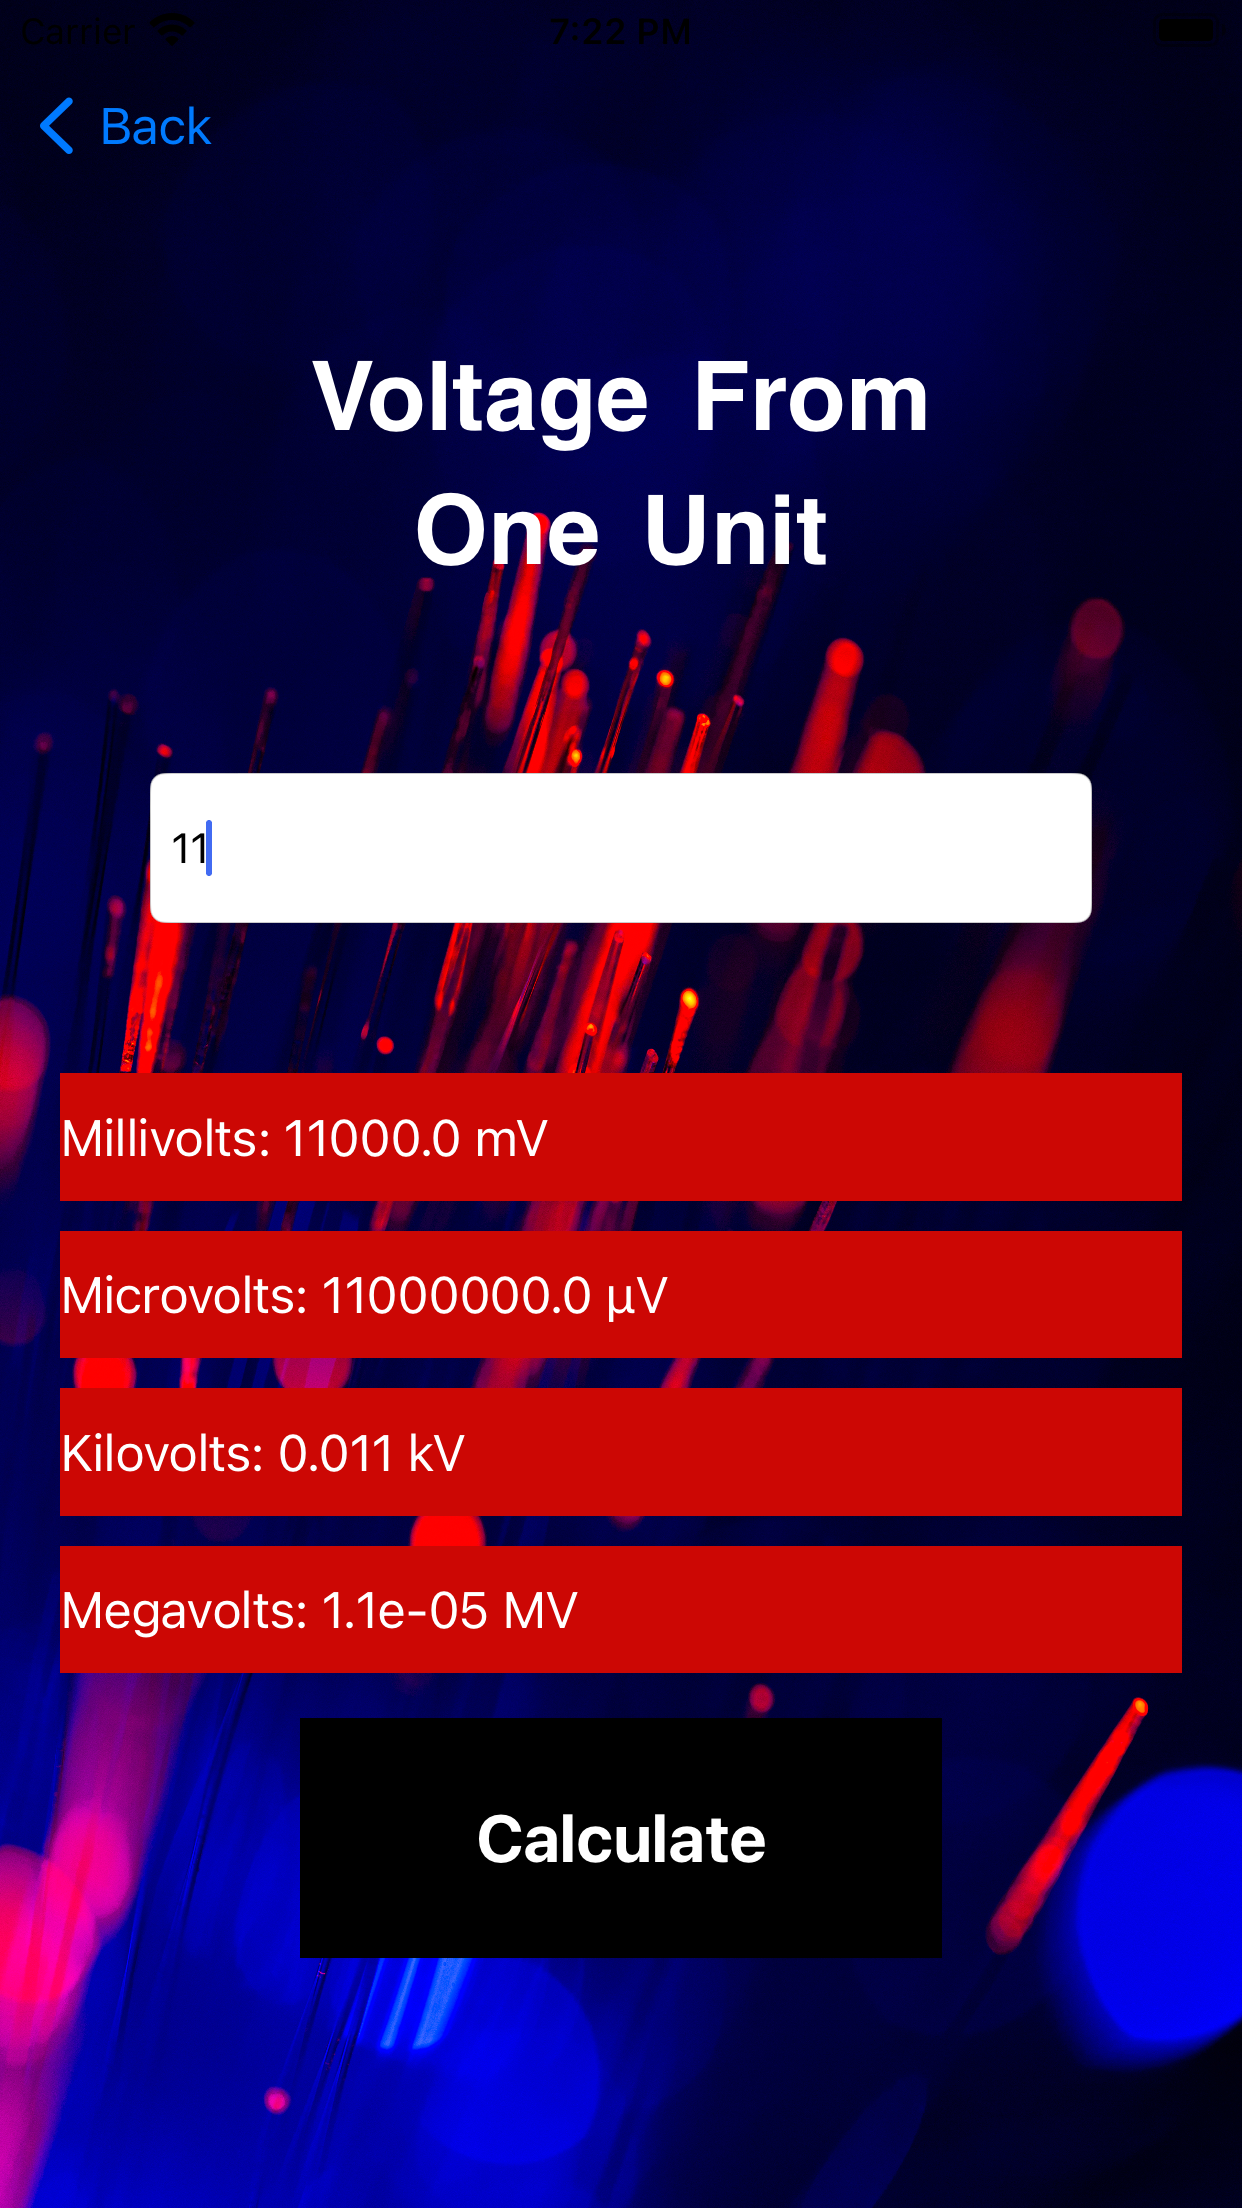 Carrier 7:22 PM
Back
Voltage From
One Unit
11
Millivolts: 11000.0 mV
Microvolts: 11000000.0 µV
Kilovolts: 0.011 kV
Megavolts: 1.1e-05 MV
Calculate